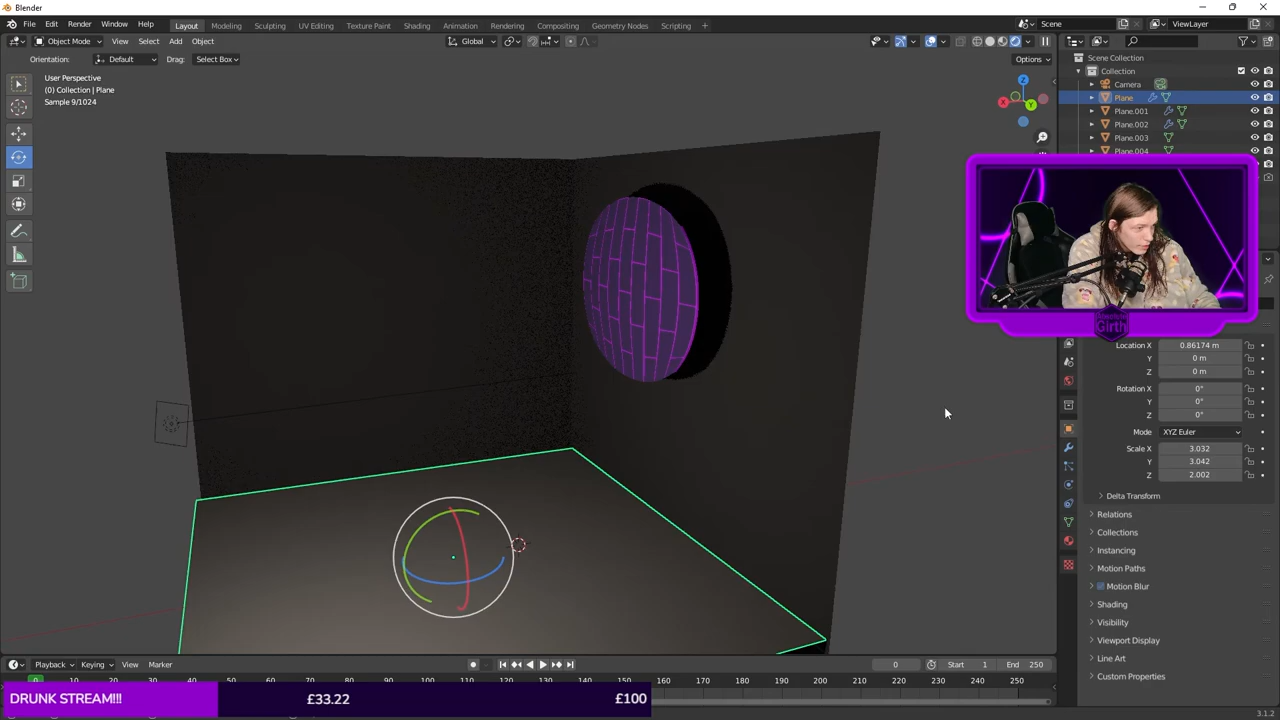 Blender
File Edit Render Window Help Layout Modeling Sculpting UV Editing Texture Paint Shading Animation Rendering Compositing Geometry Nodes Scripting + Scene ViewLayer
Object Mode View Select Add Object Global
Orientation: Default Drag: Select Box Options
User Perspective
(0) Collection | Plane
Sample 9/1024
X
Y
Z
Scene Collection
Collection
Camera
Plane
Plane.001
Plane.002
Plane.003
Plane.004
Girth
Location X 0.86174 m
Y 0 m
Z 0 m
Rotation X 0°
Y 0°
Z 0°
Mode XYZ Euler
Scale X 3.032
Y 3.042
Z 2.002
Delta Transform
Relations
Collections
Instancing
Motion Paths
Motion Blur
Shading
Visibility
Viewport Display
Line Art
Custom Properties
Playback Keying View Marker 0 Start 1 End 250
0 10 20 30 40 50 60 70 80 90 100 110 120 130 140 150 160 170 180 190 200 210 220 230 240 250
DRUNK STREAM!!! £33.22 £100
3.1.2